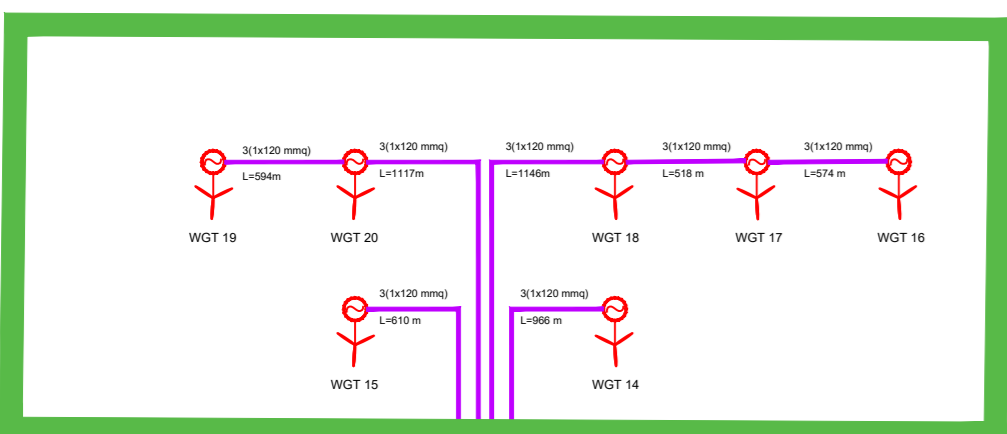 3(1x120 mmq)
3(1x120 mmq)
3(1x120 mmq)
3(1x120 mmq)
3(1x120 mmq)
L=594m
L=1117m
L=1146m
L=518 m
L=574 m
WGT 19
WGT 20
WGT 18
WGT 17
WGT 16
3(1x120 mmq)
3(1x120 mmq)
L=610 m
L=966 m
WGT 15
WGT 14